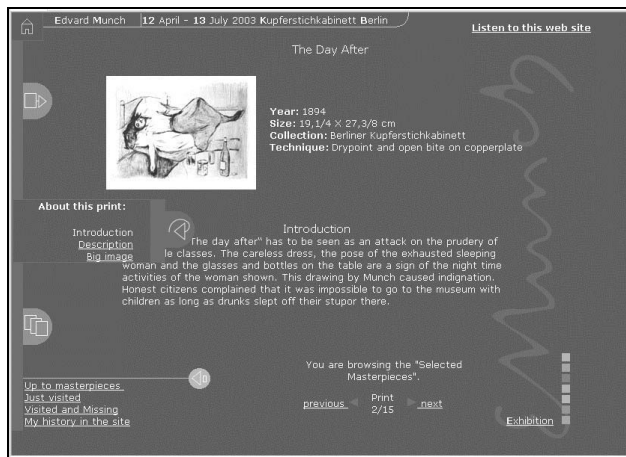 Edvard Munch 12 April - 13 July 2003 Kupferstichkabinett Berlin
Listen to this web site
The Day After
Year: 1894
Size: 19,1/4 X 27,3/8 cm
Collection: Berliner Kupferstichkabinett
Technique: Drypoint and open bite on copperplate
About this print:
Introduction
Description
Big image
Introduction
The day after" has to be seen as an attack on the prudery of
le classes. The careless dress, the pose of the exhausted sleeping
woman and the glasses and bottles on the table are a sign of the night time
activities of the woman shown. This drawing by Munch caused indignation.
Honest citizens complained that it was impossible to go to the museum with
children as long as drunks slept off their stupor there.
You are browsing the "Selected
Masterpieces".
previous Print next
2/15
Up to masterpieces
Just visited
Visited and Missing
My history in the site
Exhibition